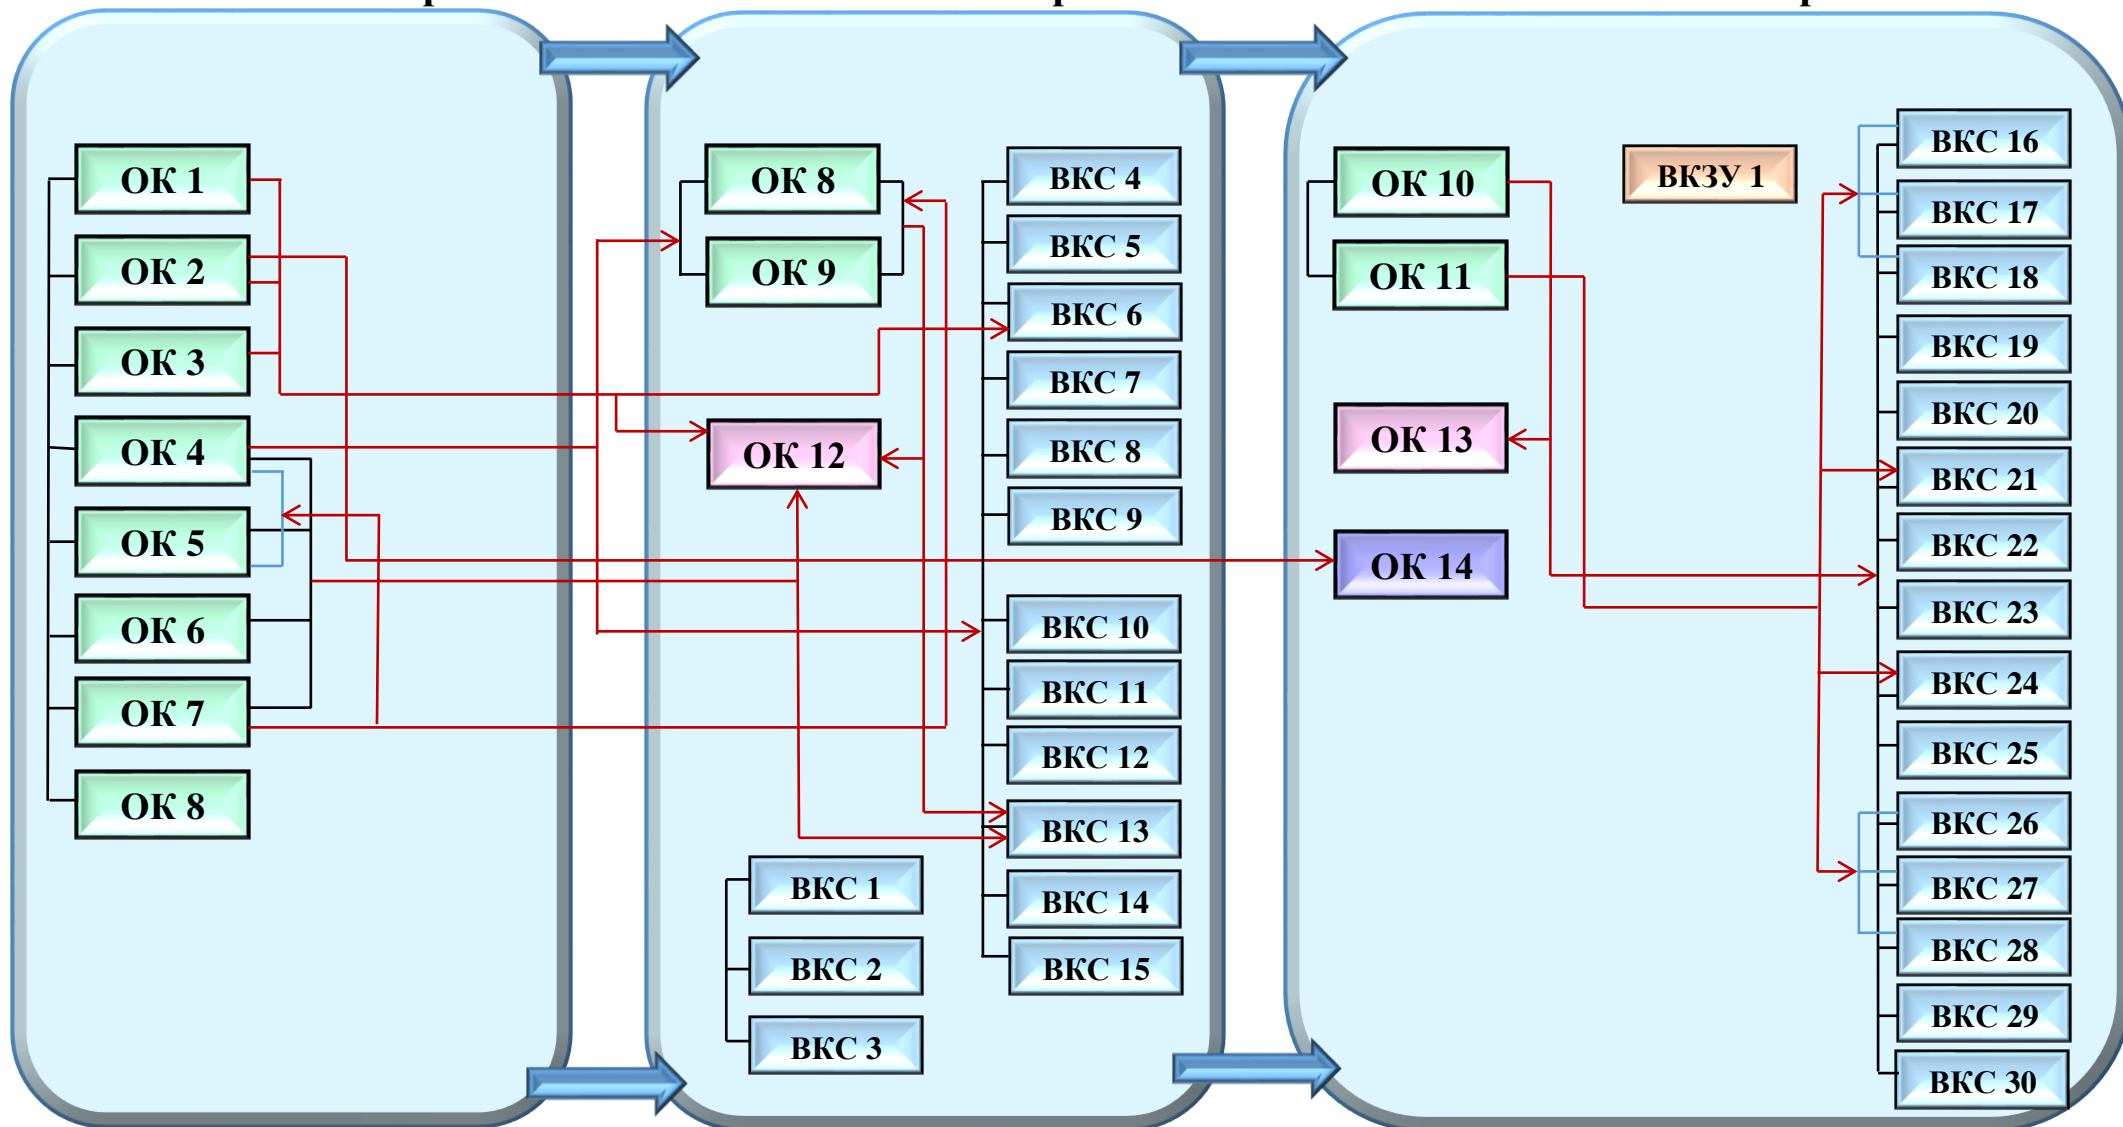 ОК 1
ОК 2
ОК 3
ОК 4
ОК 5
ОК 6
ОК 7
ОК 8
ОК 8
ОК 9
ОК 12
ВКС 1
ВКС 2
ВКС 3
ВКС 4
ВКС 5
ВКС 6
ВКС 7
ВКС 8
ВКС 9
ВКС 10
ВКС 11
ВКС 12
ВКС 13
ВКС 14
ВКС 15
ОК 10
ОК 11
ОК 13
ОК 14
ВКЗУ 1
ВКС 16
ВКС 17
ВКС 18
ВКС 19
ВКС 20
ВКС 21
ВКС 22
ВКС 23
ВКС 24
ВКС 25
ВКС 26
ВКС 27
ВКС 28
ВКС 29
ВКС 30